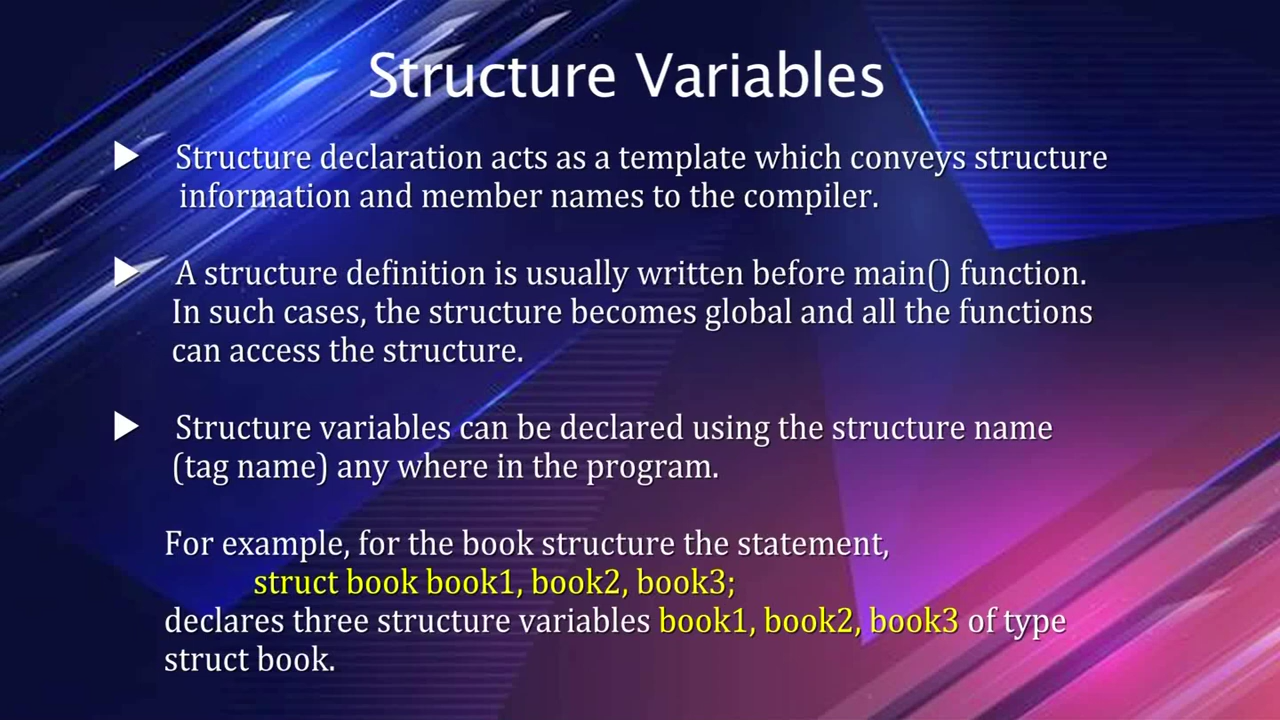 Structure Variables
Structure declaration acts as a template which conveys structure
information and member names to the compiler.
A structure definition is usually written before main() function.
In such cases, the structure becomes global and all the functions
can access the structure.
Structure variables can be declared using the structure name
(tag name) any where in the program.
For example, for the book structure the statement,
struct book book1, book2, book3;
declares three structure variables book1, book2, book3 of type
struct book.